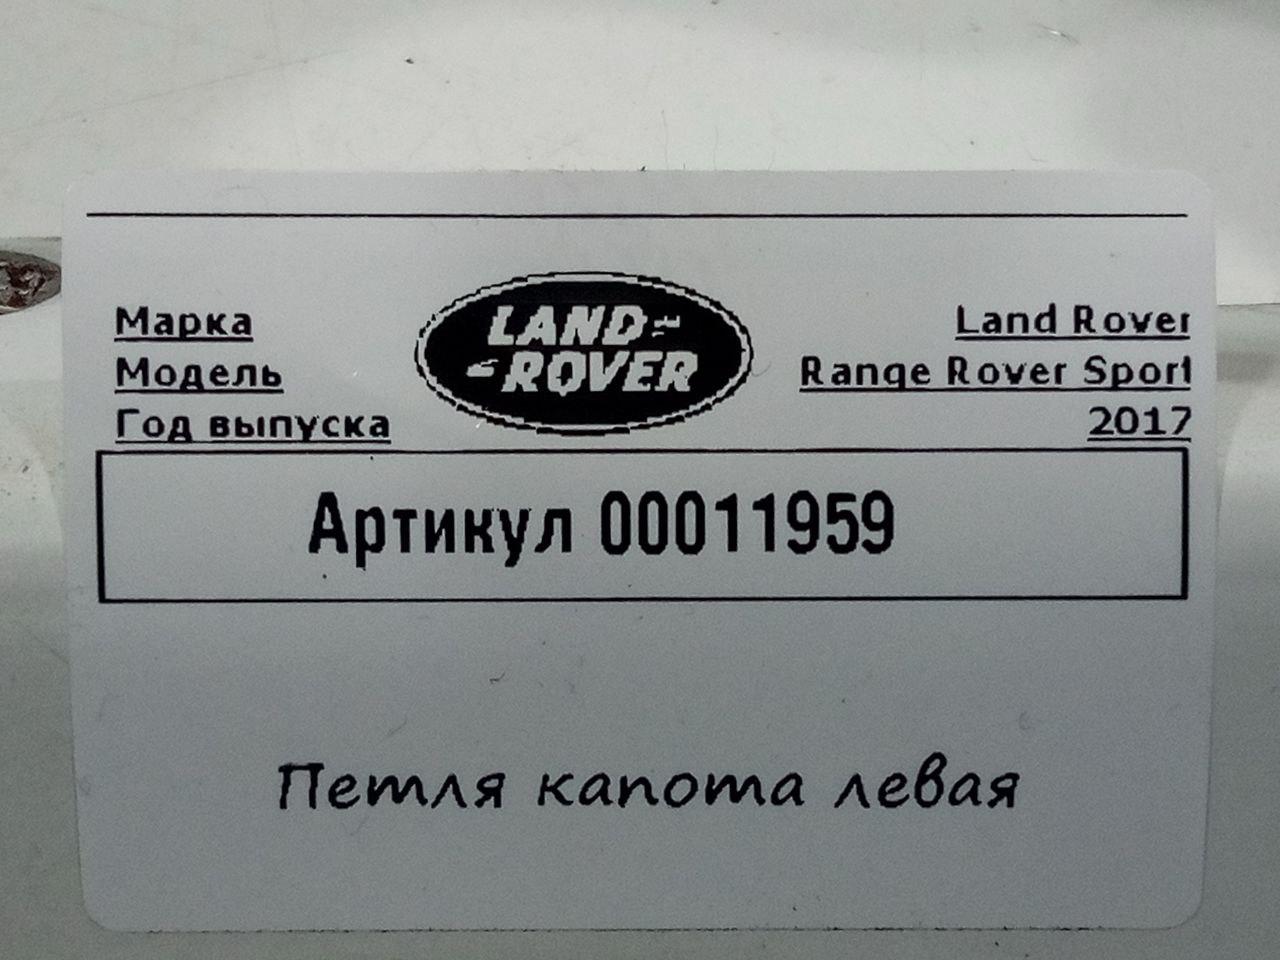 Марка
LAND
ROVER
Land Rover
Модель
Range Rover Sport
Год выпуска
2017
Артикул 00011959
Петля капота левая